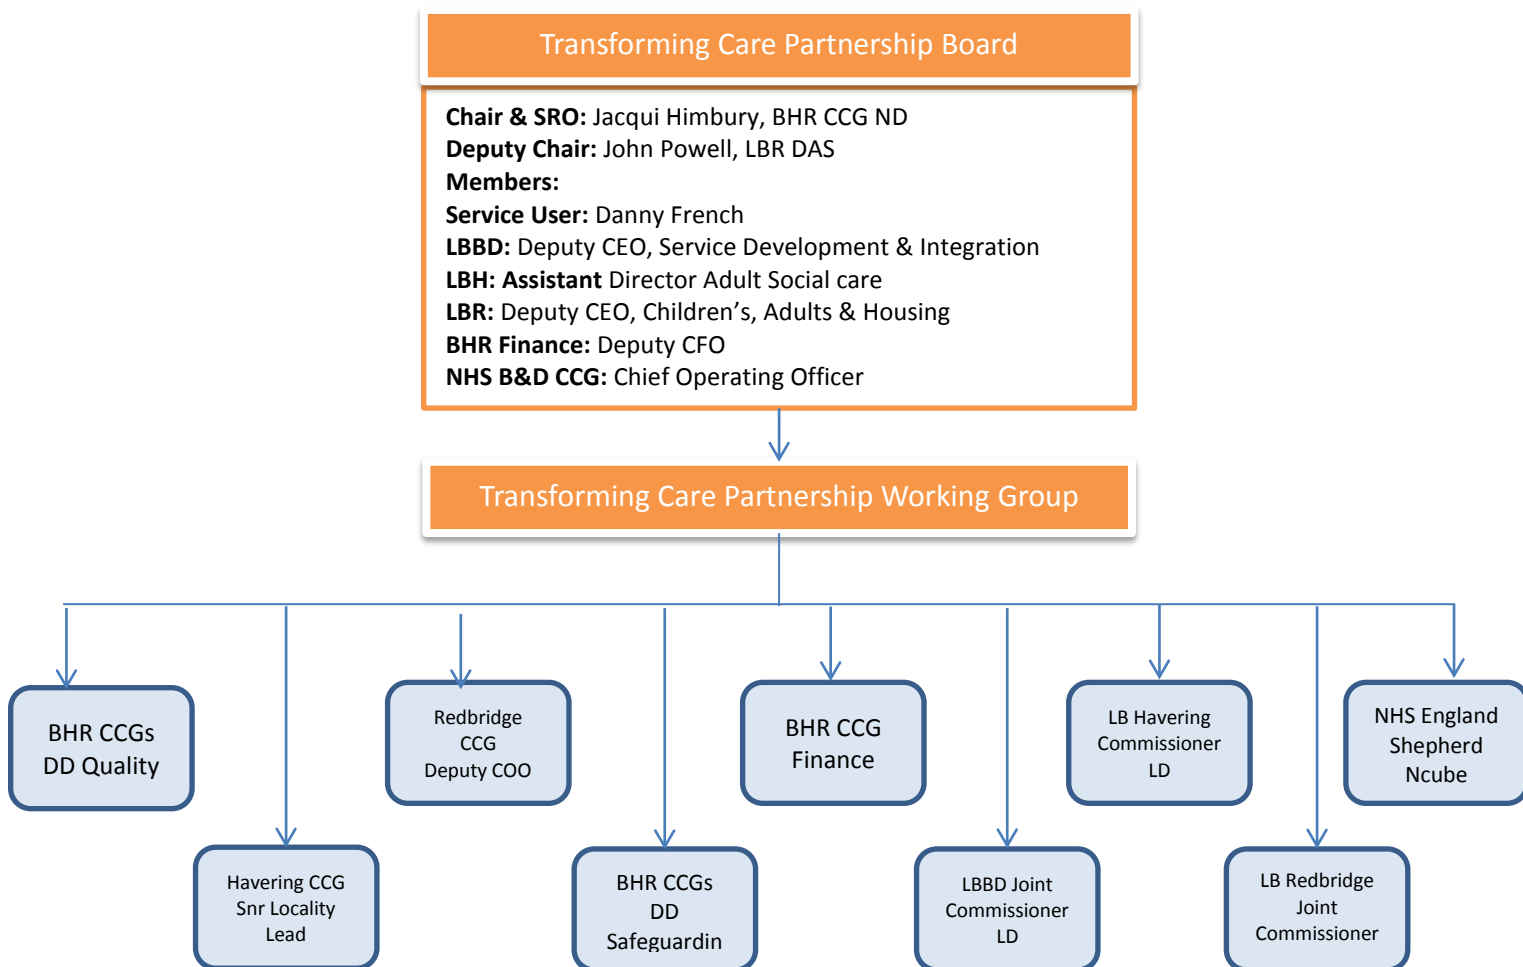 Transforming Care Partnership Board
Chair & SRO: Jacqui Himbury, BHR CCG ND
Deputy Chair: John Powell, LBR DAS
Members:
Service User: Danny French
LBBD: Deputy CEO, Service Development & Integration
LBH: Assistant Director Adult Social care
LBR: Deputy CEO, Children’s, Adults & Housing
BHR Finance: Deputy CFO
NHS B&D CCG: Chief Operating Officer
Transforming Care Partnership Working Group
BHR CCGs
DD Quality
Redbridge
CCG
Deputy COO
BHR CCG
Finance
LB Havering
Commissioner
LD
NHS England
Shepherd
Ncube
Havering CCG
Snr Locality
Lead
BHR CCGs
DD
Safeguardin
LBBD Joint
Commissioner
LD
LB Redbridge
Joint
Commissioner